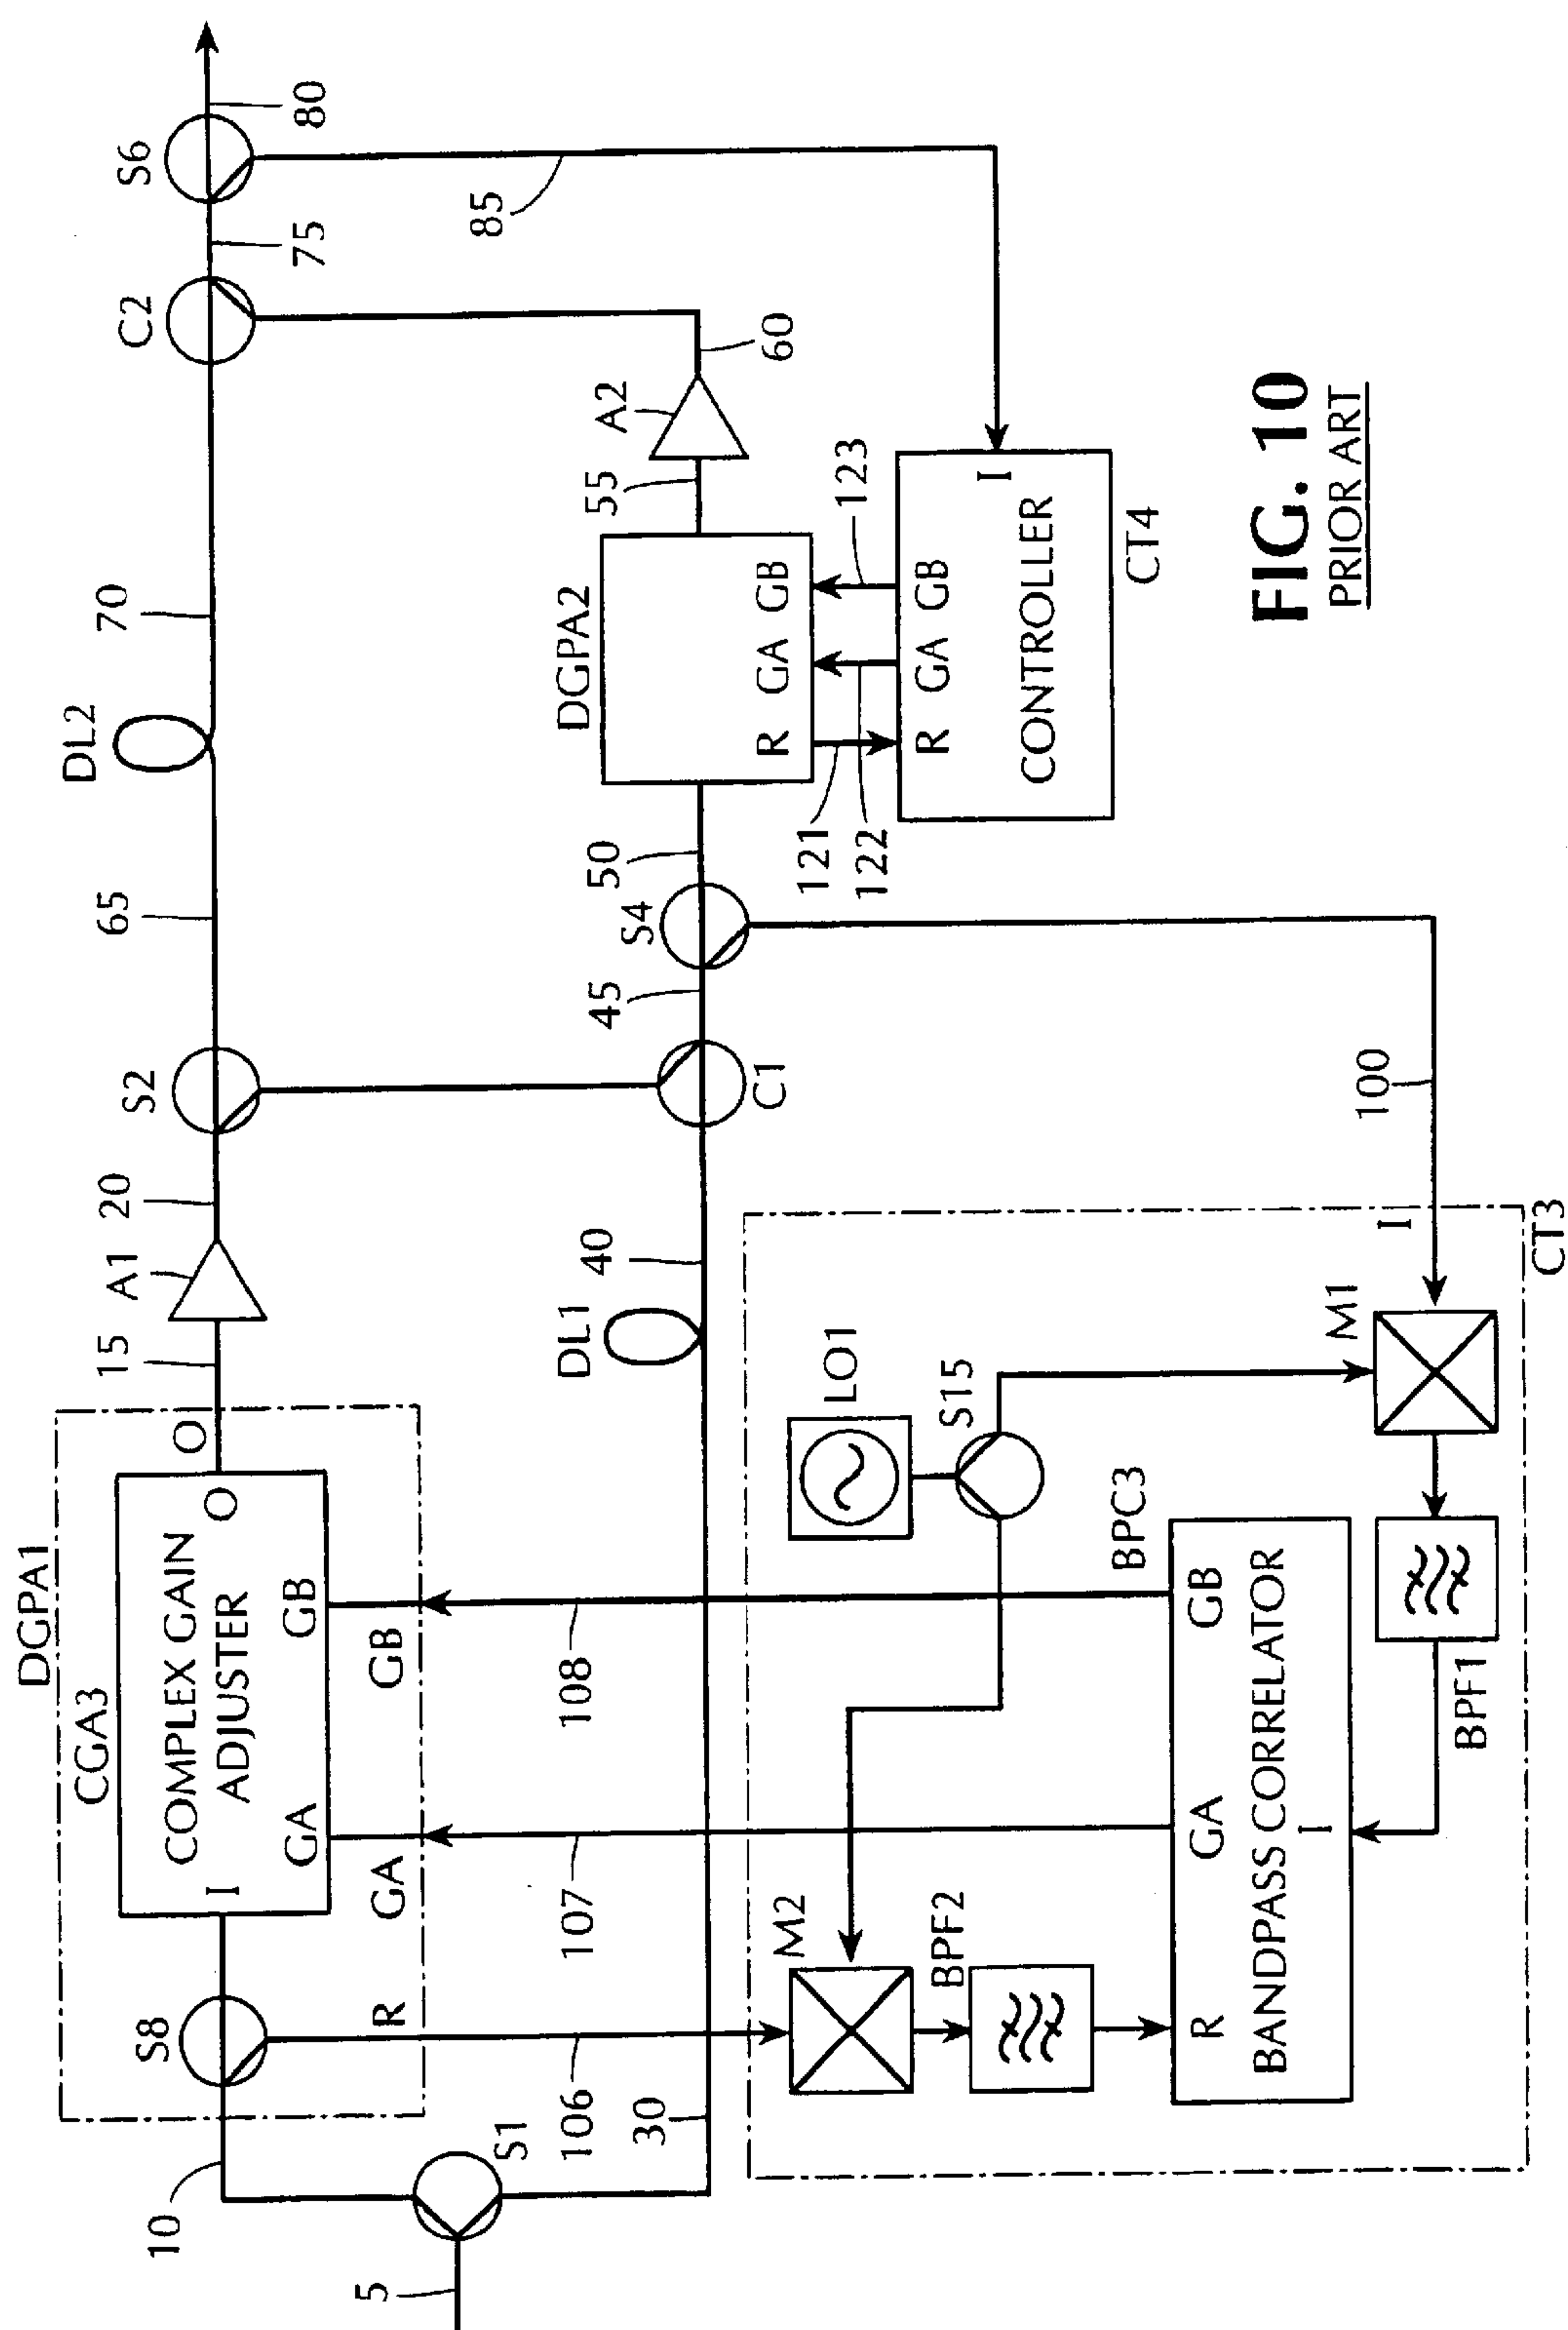 DGPA1
CGA3
COMPLEX GAIN
ADJUSTER
I
O
O
GA
GB
GA
GB
R
S8
10
S1
5
15
A1
20
S2
65
DL2
70
C2
75
S6
80
85
30
DL1
40
C1
45
S4
50
DGPA2
R
GA
GB
55
A2
60
121
122
123
R
GA
GB
I
CONTROLLER
CT4
106
107
108
100
I
CT3
M1
LO1
S15
M2
BPF2
BPF1
BPC3
R
GA
GB
BANDPASS CORRELATOR
I
FIG. 10
PRIOR ART